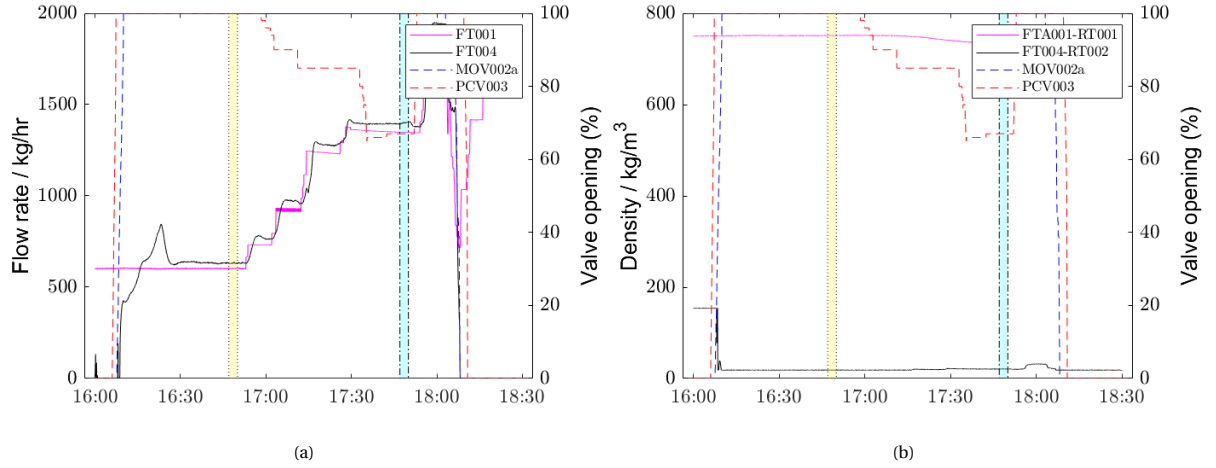 2000
1500
1000
500
0
Flow rate / kg/hr
100
80
60
40
20
0
Valve opening (%)
FT001
FT004
MOV002a
PCV003
16:00 16:30 17:00 17:30 18:00 18:30
(a)
800
600
400
200
0
Density / kg/m³
100
80
60
40
20
0
Valve opening (%)
FTA001-RT001
FT004-RT002
MOV002a
PCV003
16:00 17:00 17:30 18:00 18:30
16:30
(b)